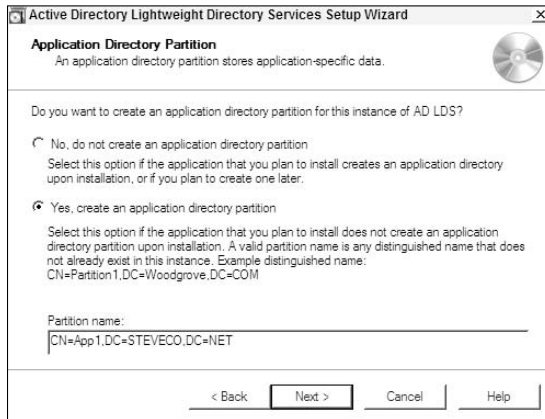 Active Directory Lightweight Directory Services Setup Wizard
Application Directory Partition
An application directory partition stores application-specific data.
Do you want to create an application directory partition for this instance of AD LDS?
No, do not create an application directory partition
Select this option if the application that you plan to install creates an application directory
upon installation, or if you plan to create one later.
Yes, create an application directory partition
Select this option if the application that you plan to install does not create an application
directory partition upon installation. A valid partition name is any distinguished name that does
not already exist in this instance. Example distinguished name:
CN=Partition1,DC=Woodgrove,DC=COM
Partition name:
CN=App1,DC=STEVECO,DC=NET
< Back Next > Cancel Help